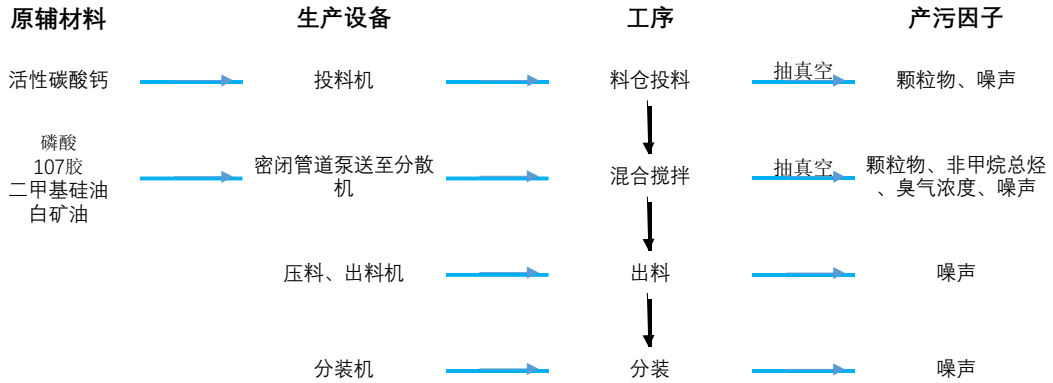 原辅材料 生产设备 工序 产污因子
活性碳酸钙 投料机 料仓投料 抽真空 颗粒物、噪声
磷酸
107胶
二甲基硅油
白矿油
密闭管道泵送至分散
机
混合搅拌
抽真空
颗粒物、非甲烷总烃
、臭气浓度、噪声
压料、出料机 出料 噪声
分装机 分装 噪声